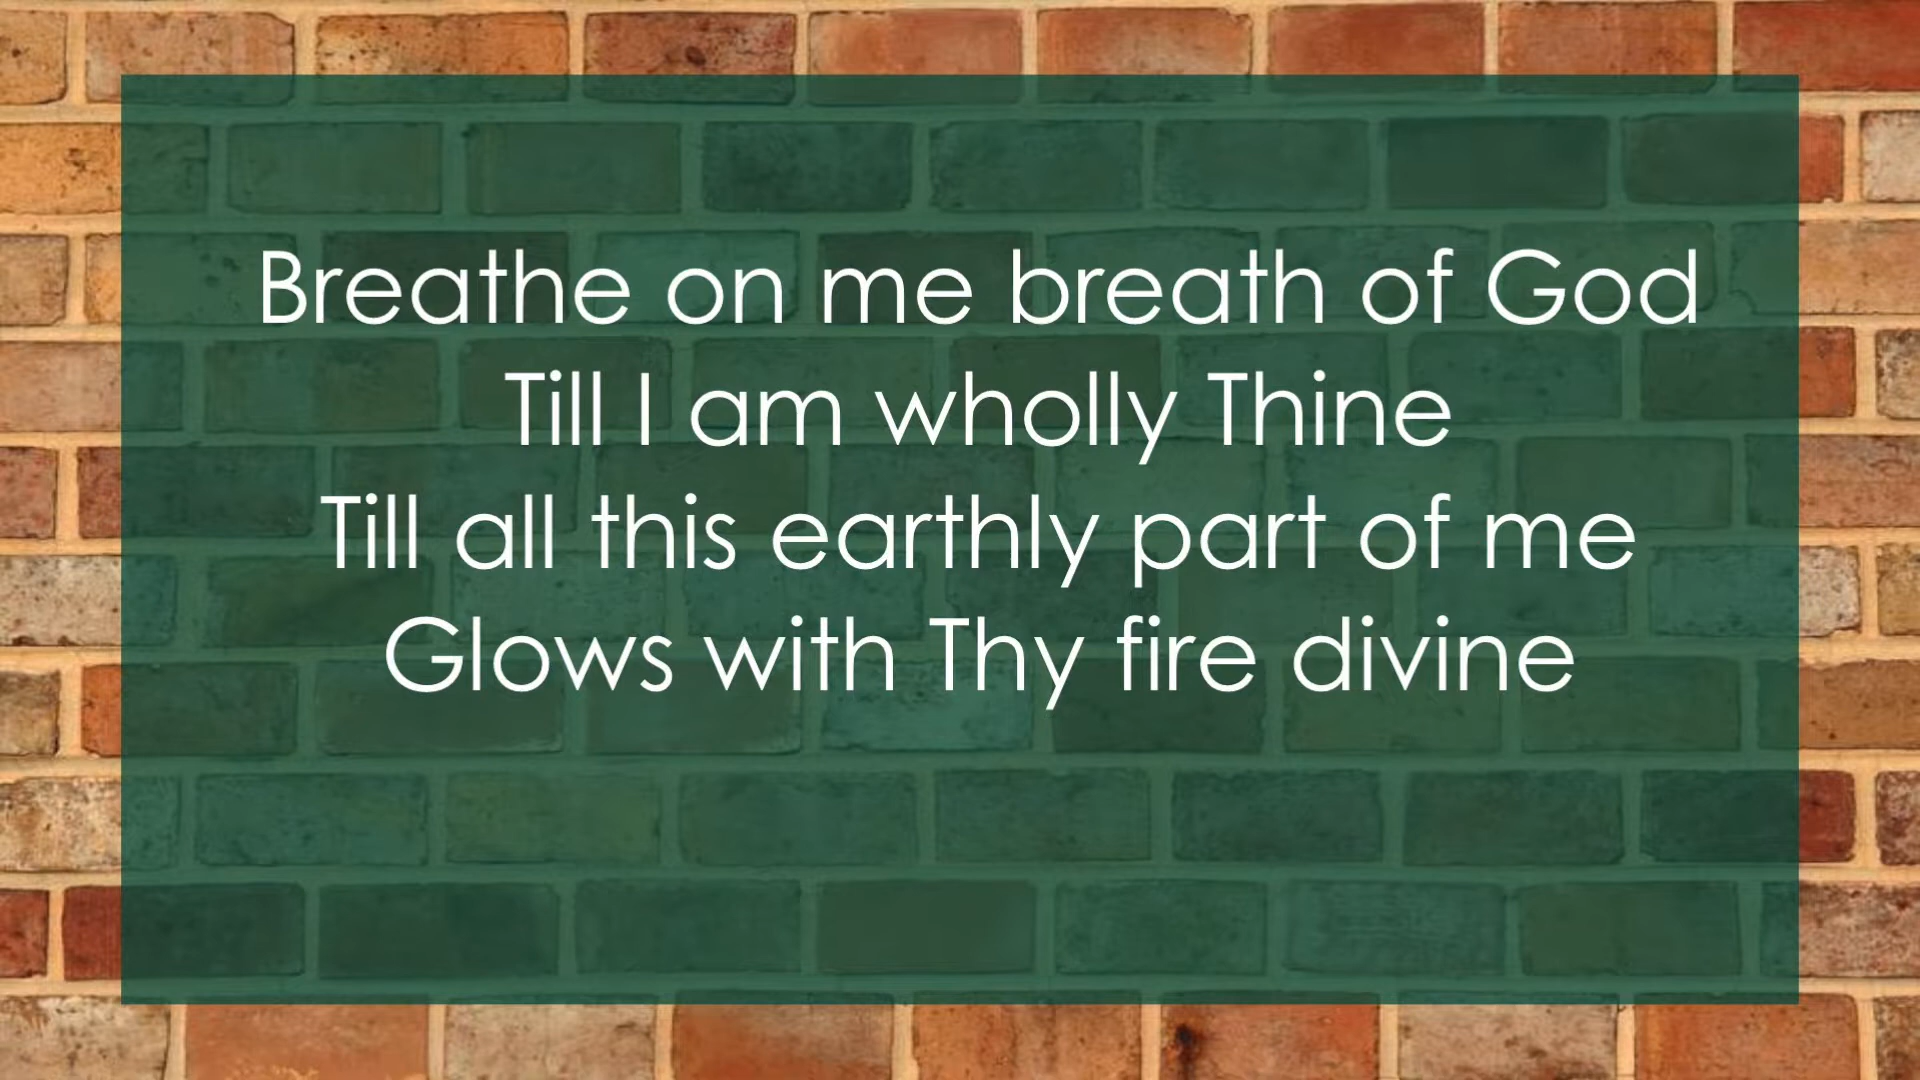 Breathe on me breath of God
Till I am wholly Thine
Till all this earthly part of me
Glows with Thy fire divine